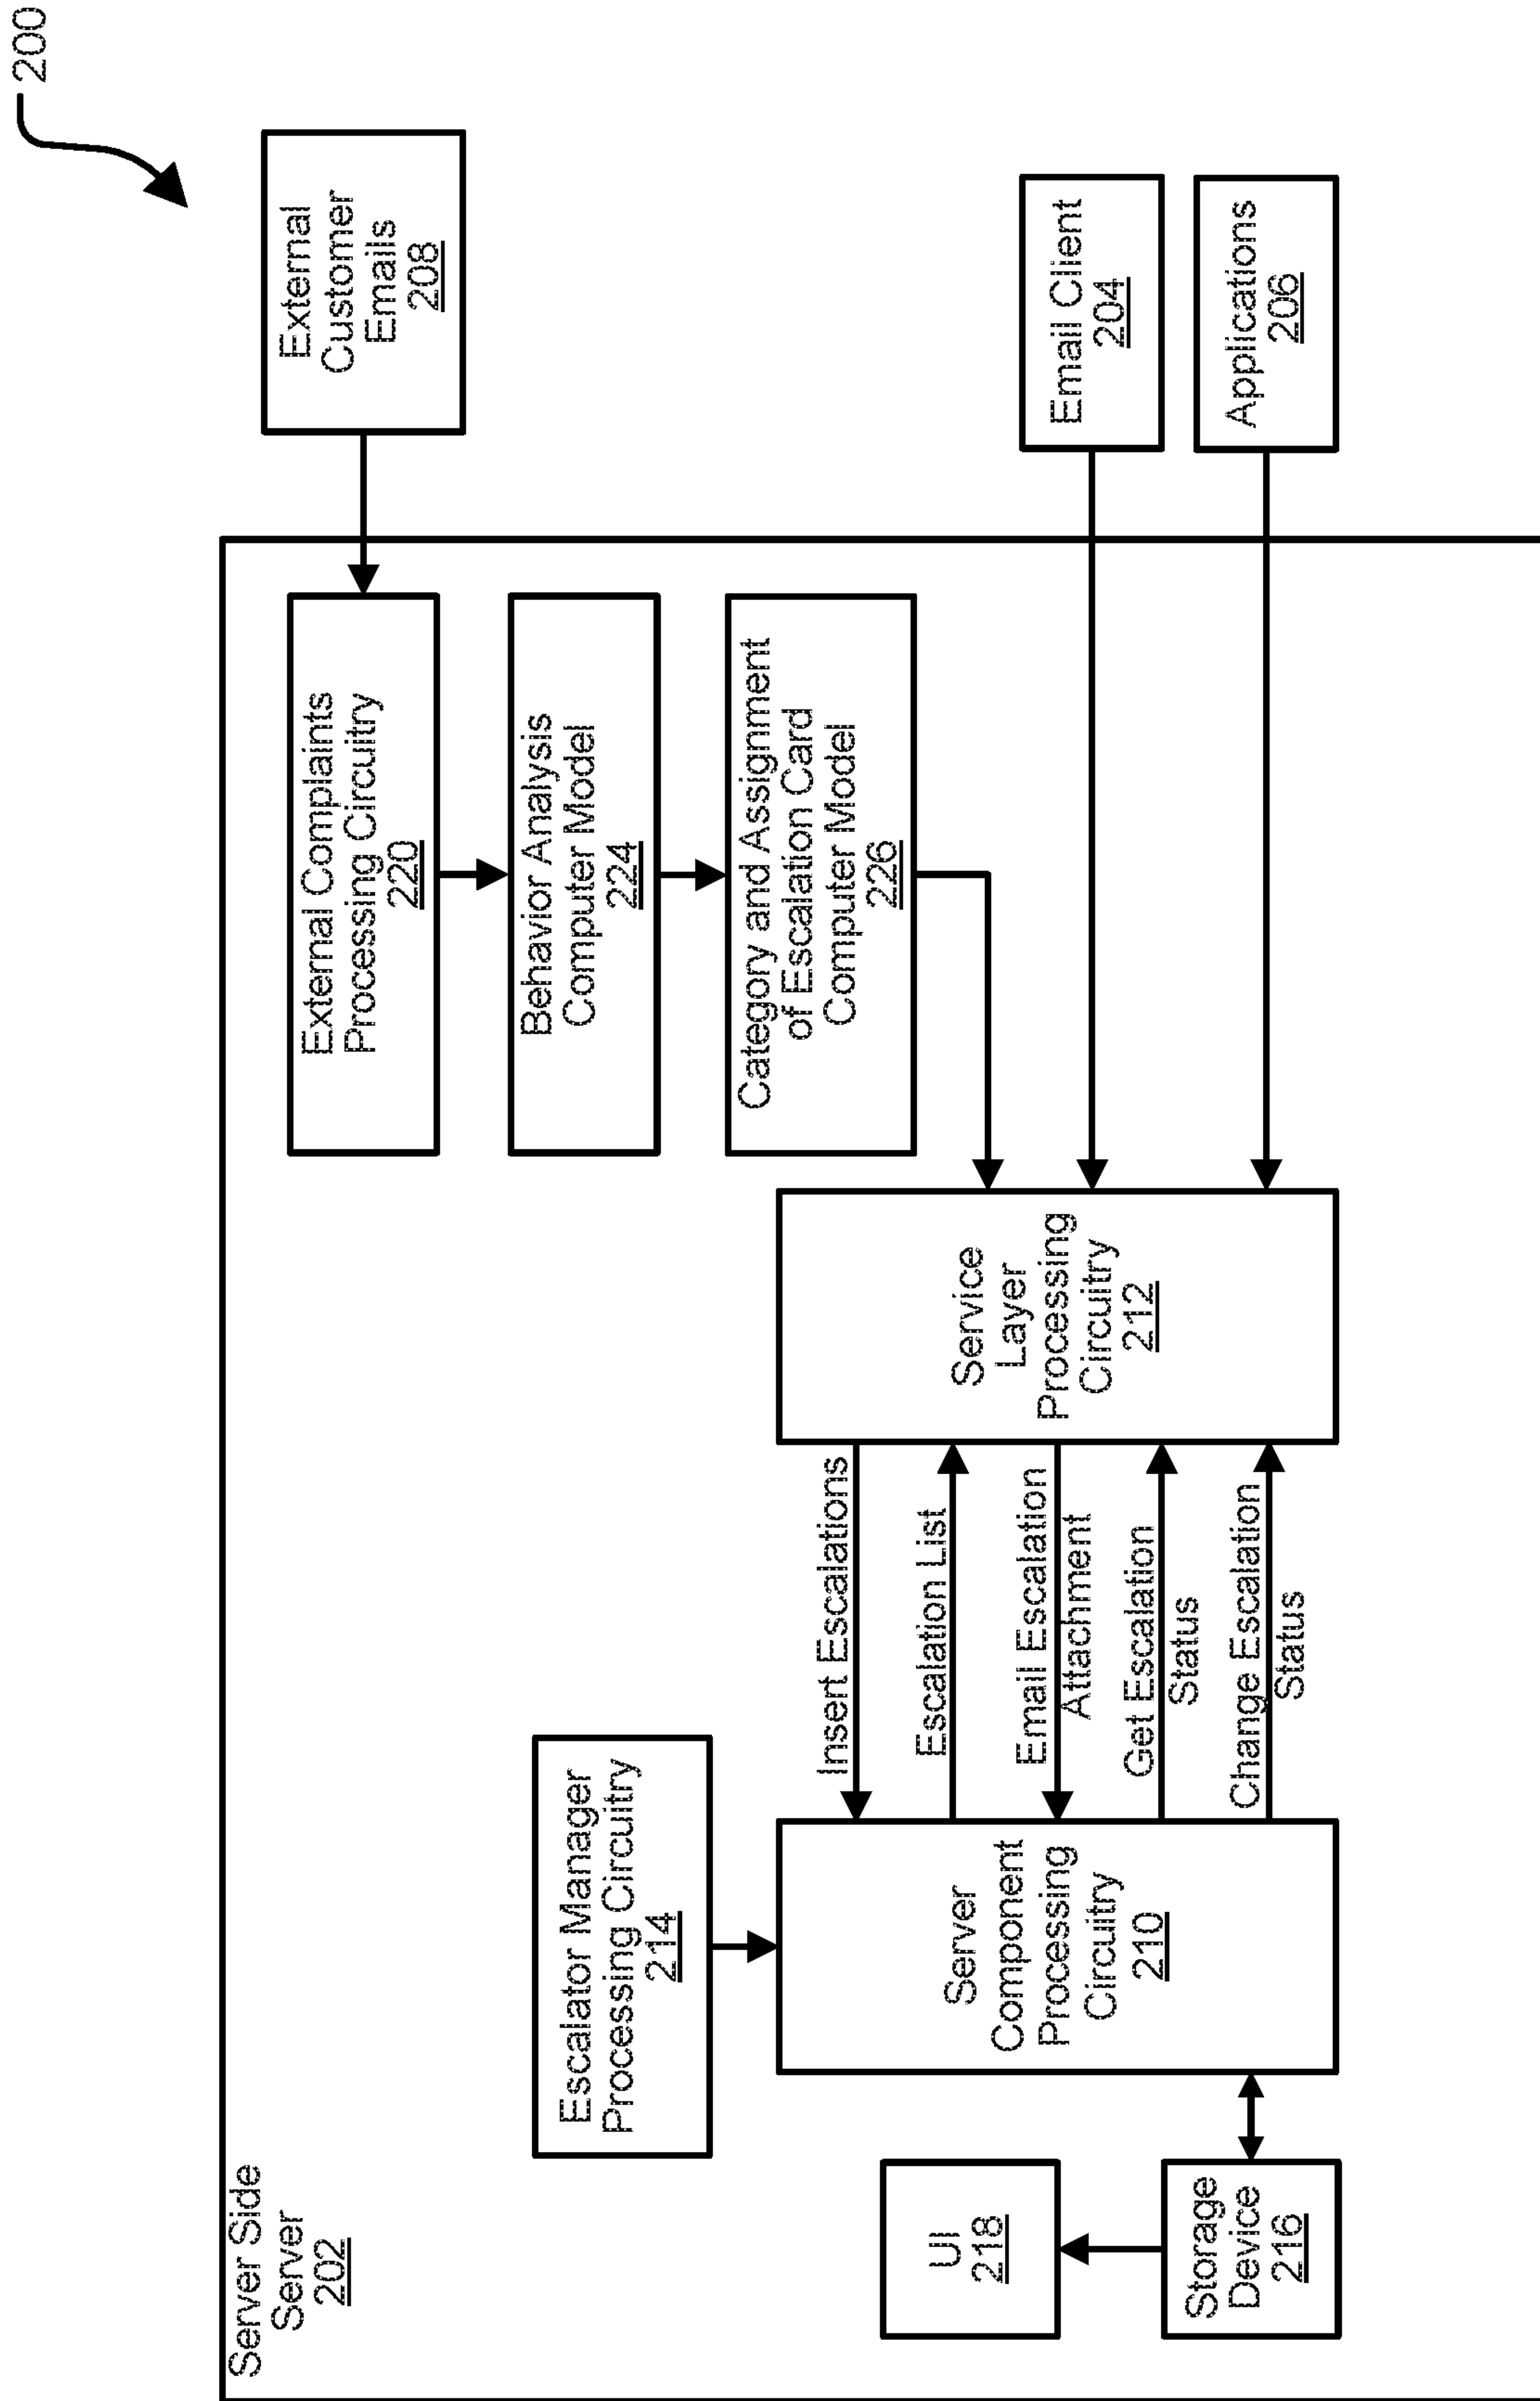 200
Server Side
Server
202
External
Customer
Emails
208
External Complaints
Processing Circuitry
220
Behavior Analysis
Computer Model
224
Category and Assignment
of Escalation Card
Computer Model
226
Email Client
204
Applications
206
Escalator Manager
Processing Circuitry
214
Server
Component
Processing
Circuitry
210
Insert Escalations
Escalation List
Email Escalation
Attachment
Get Escalation
Status
Change Escalation
Status
Service
Layer
Processing
Circuitry
212
UI
218
Storage
Device
216